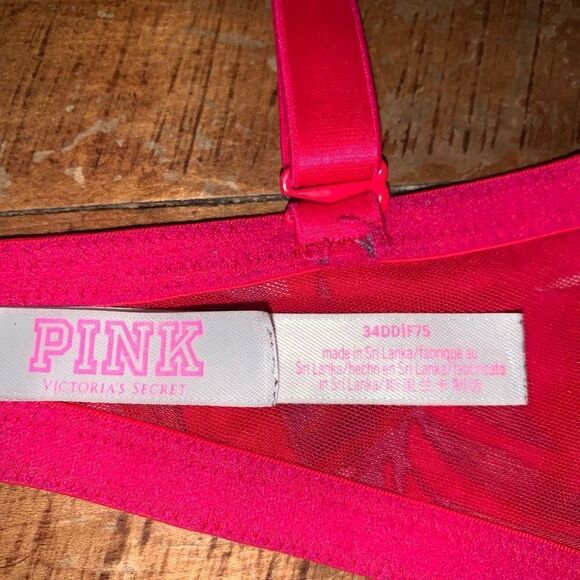 PINK
VICTORIA'S SECRET
34DD|F75
made in Sri Lanka/fabriqué au
Sri Lanka/hecho en Sri Lanka/fabricato
in Sri Lanka/斯里兰卡制造